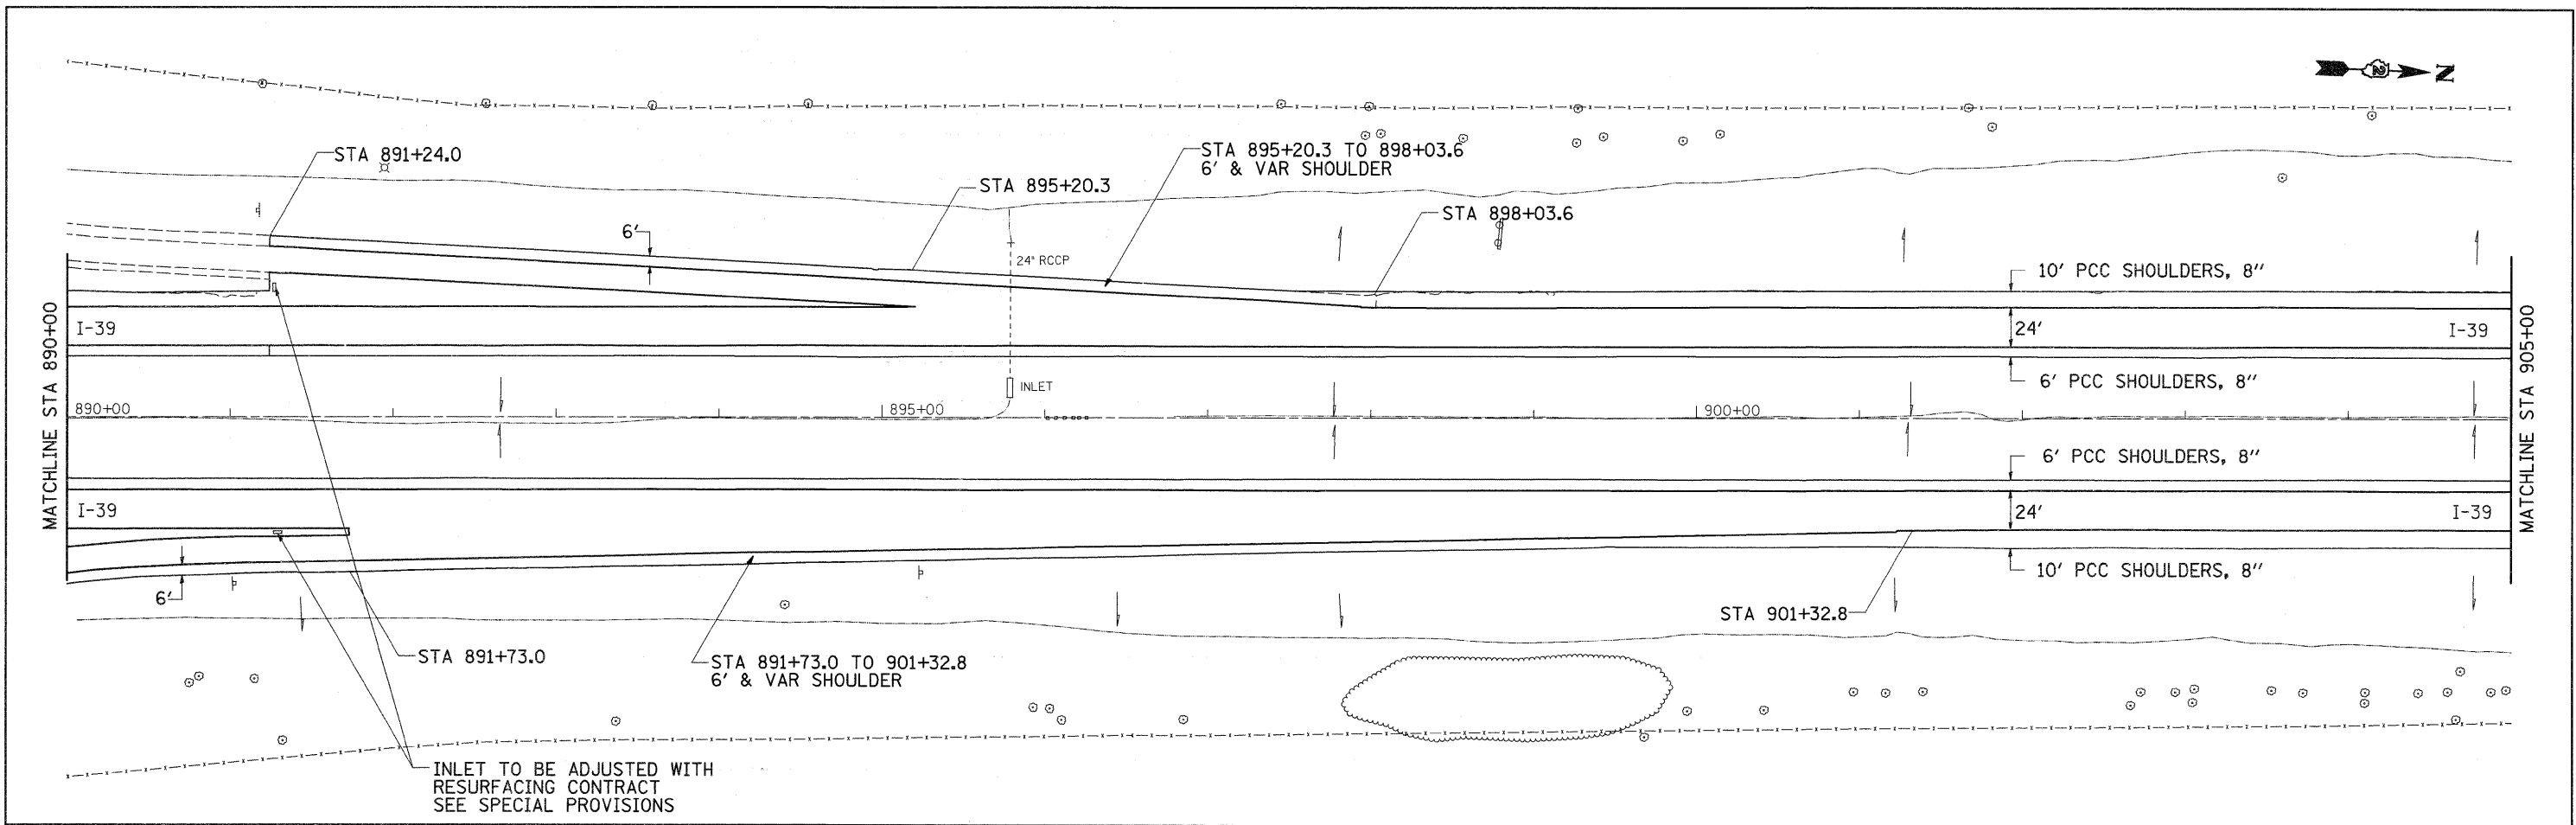 N
STA 891+24.0
STA 895+20.3 TO 898+03.6
6' & VAR SHOULDER
STA 895+20.3
STA 898+03.6
6'
24" RCCP
10' PCC SHOULDERS, 8"
MATCHLINE STA 890+00
I-39
24'
I-39
MATCHLINE STA 905+00
6' PCC SHOULDERS, 8"
INLET
890+00
895+00
900+00
6' PCC SHOULDERS, 8"
I-39
24'
I-39
10' PCC SHOULDERS, 8"
6'
STA 901+32.8
STA 891+73.0
STA 891+73.0 TO 901+32.8
6' & VAR SHOULDER
INLET TO BE ADJUSTED WITH
RESURFACING CONTRACT
SEE SPECIAL PROVISIONS